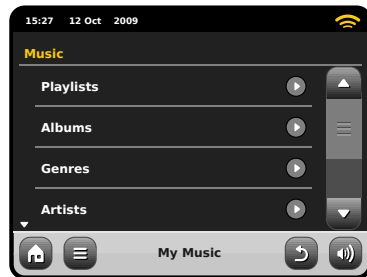 15:27 12 Oct 2009
Music
Playlists
Albums
Genres
Artists
My Music